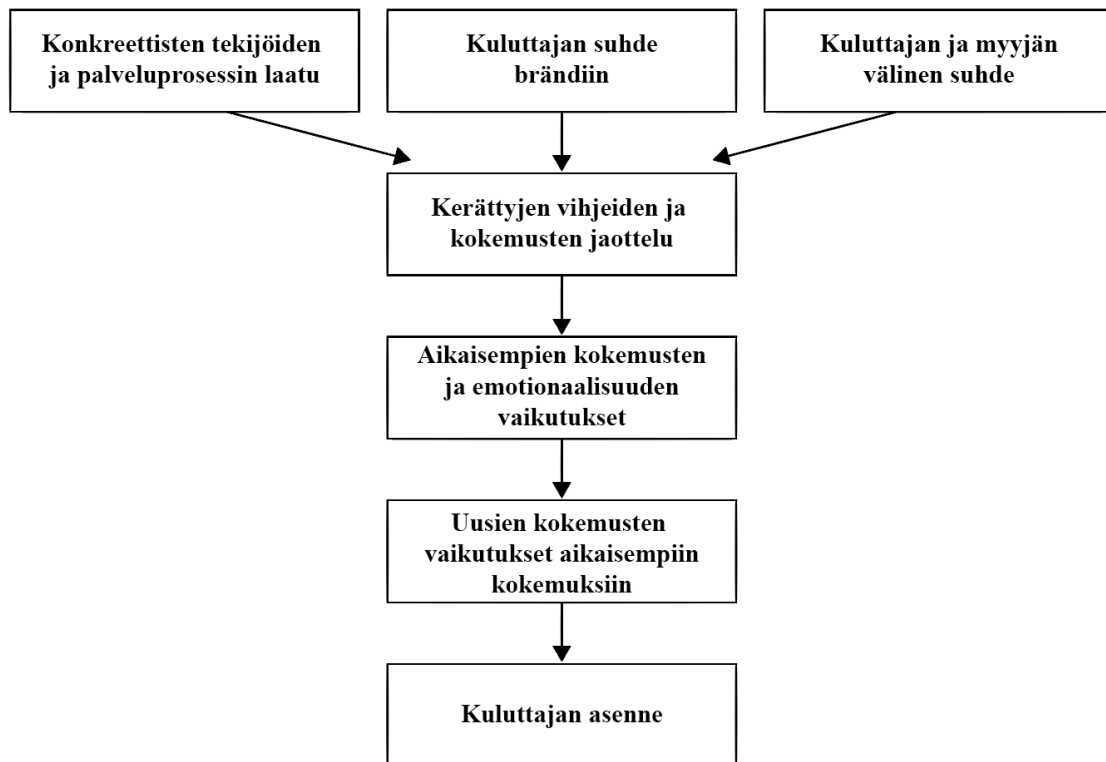 Konkreettisten tekijöiden
ja palveluprosessin laatu
Kuluttajan suhde
brändiin
Kuluttajan ja myyjän
välinen suhde
Kerättyjen vihjeiden ja
kokemusten jaottelu
Aikaisempien kokemusten
ja emotionaalisuuden
vaikutukset
Uusien kokemusten
vaikutukset aikaisempiin
kokemuksiin
Kuluttajan asenne